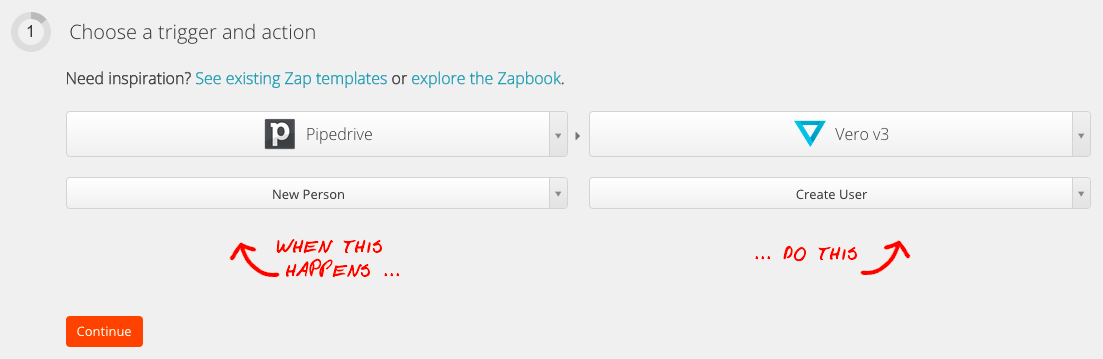 1 Choose a trigger and action
Need inspiration? See existing Zap templates or explore the Zapbook.
p Pipedrive
Vero v3
New Person
Create User
WHEN THIS
HAPPENS ...
... DO THIS
Continue